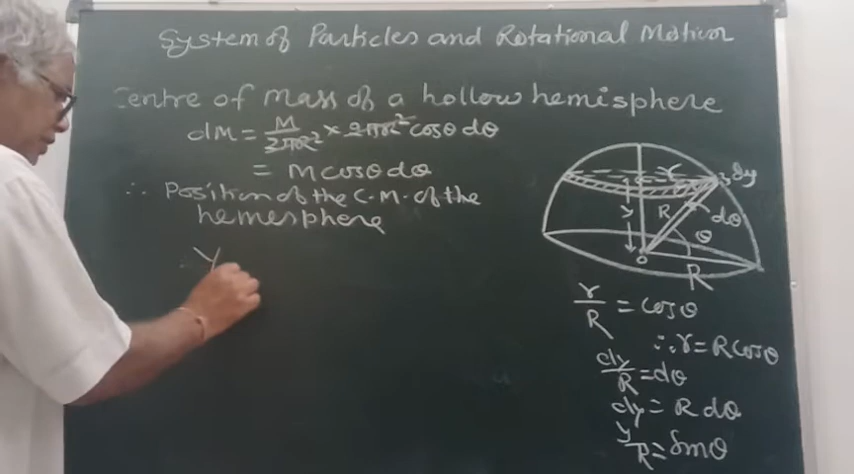 System of Particles and Rotational Motion
Centre of mass of a hollow hemisphere
dM = M/2πR² × 2πR² cosθ dθ
= M cosθ dθ
∴ Position of the C.M. of the
hemesphere
Y
r
dy
y
R
dθ
θ
O
R
r/R = cosθ
∴ r = R cosθ
dy/R = dθ
dy = R dθ
y/R = Sinθ